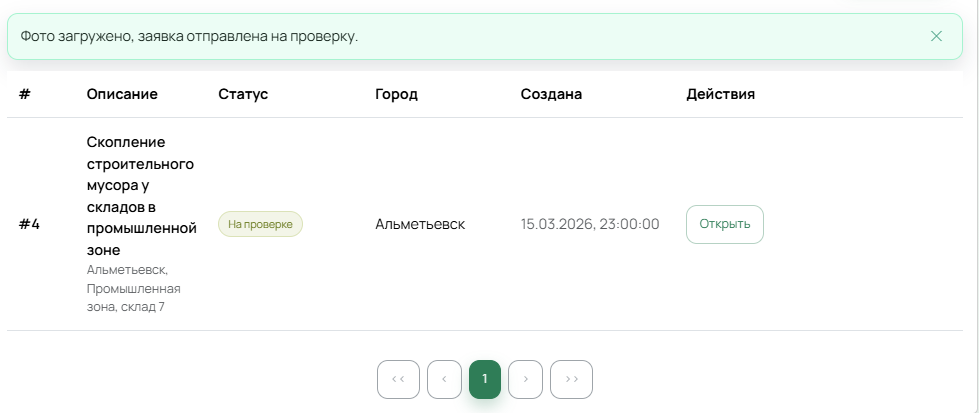 Фото загружено, заявка отправлена на проверку.
# Описание Статус Город Создана Действия
Скопление
строительного
мусора у
складов в
промышленной
зоне
Альметьевск,
Промышленная
зона, склад 7
#4 На проверке Альметьевск 15.03.2026, 23:00:00 Открыть
<< < 1 > >>